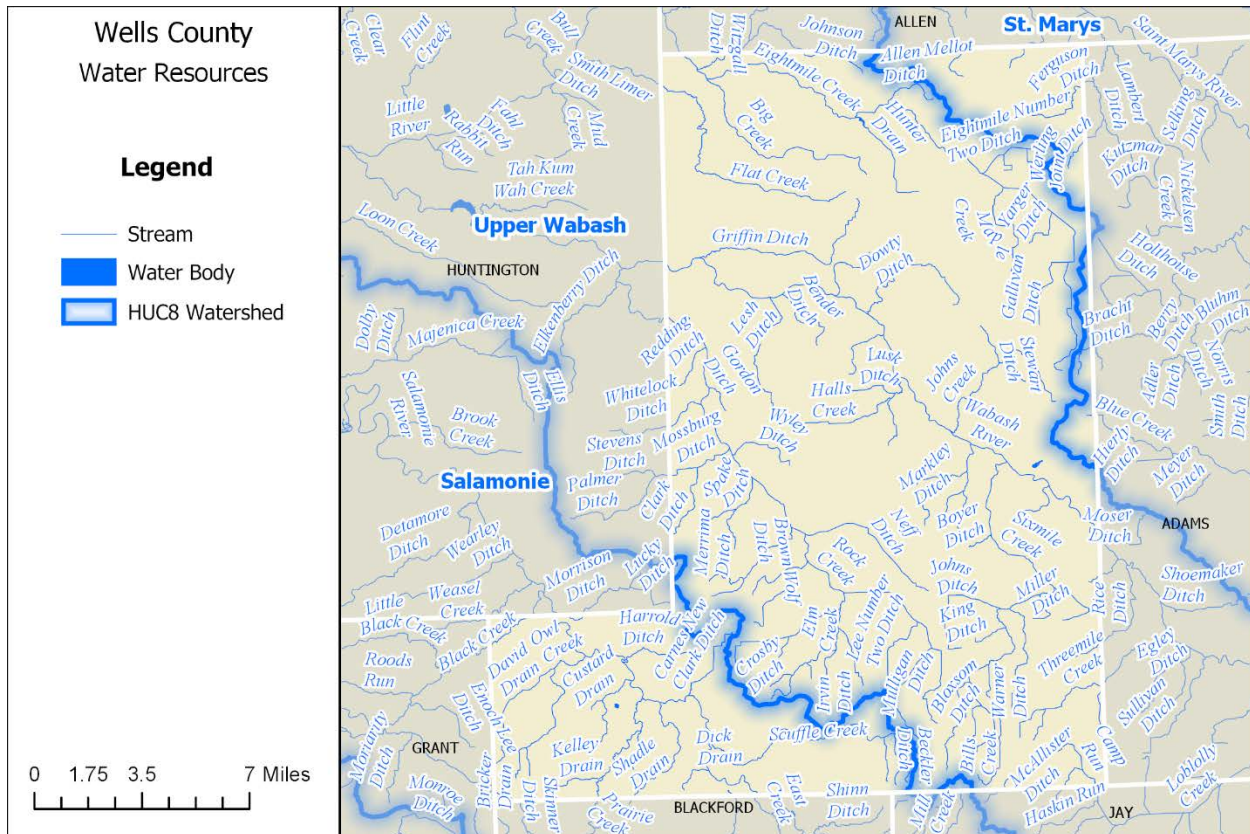 Wells County
Water Resources
Legend
Stream
Water Body
HUC8 Watershed
0 1.75 3.5 7 Miles
ALLEN
St. Marys
Clear
Creek
Flint
Creek
Bull
Creek
Smith Limer
Ditch
Witzgall
Ditch
Johnson
Ditch
Eightmile Creek
Allen Mellot
Ditch
Ferguson
Ditch
Saint Marys River
Lambert
Ditch
Selking
Ditch
Little
River
Rabbit
Run
Fahl
Ditch
Mud
Creek
Big
Creek
Hunter
Drain
Eightmile Number
Two Ditch
Werling
Joint Ditch
Kutzman
Ditch
Nickelsen
Creek
Tah Kum
Wah Creek
Flat Creek
Loon Creek
Upper Wabash
HUNTINGTON
Griffin Ditch
Dowty
Ditch
Maple
Creek
Yarger
Ditch
Gallivan
Ditch
Holthouse
Ditch
Elkenberry Ditch
Dolby
Ditch
Majenica Creek
Redding
Ditch
Lesh
Ditch
Bender
Ditch
Bracht
Ditch
Berry
Ditch
Bluhm
Ditch
Ellis
Ditch
Gordon
Ditch
Lusk
Ditch
Johns
Creek
Stewart
Ditch
Adler
Ditch
Norris
Ditch
Salamonie
River
Brook
Creek
Whitelock
Ditch
Halls
Creek
Wabash
River
Blue Creek
Smith
Ditch
Stevens
Ditch
Mossburg
Ditch
Wyley
Ditch
Markley
Ditch
Iherly
Ditch
Meyer
Ditch
Salamonie
Palmer
Ditch
Clark
Ditch
Spake
Ditch
Neff
Ditch
Boyer
Ditch
Sixmile
Creek
Moser
Ditch
ADAMS
Detamore
Ditch
Wearley
Ditch
Merrima
Ditch
Brown Wolf
Ditch
Rock
Creek
Johns
Ditch
Miller
Ditch
Rice
Ditch
Shoemaker
Ditch
Weasel
Creek
Morrison
Ditch
Lucky
Ditch
Little
Black Creek
Black Creek
Harrold
Ditch
Carnes New
Clark Ditch
Elm
Creek
Lee Number
Two Ditch
King
Ditch
Threemile
Creek
Egley
Ditch
Roods
Run
David Owl
Drain Creek
Custard
Drain
Crosby
Ditch
Irvin
Ditch
Mulligan
Ditch
Bloxsom
Ditch
Warner
Ditch
Sullivan
Ditch
GRANT
Moriarity
Ditch
Enoch Lee
Ditch
Drain
Kelley
Drain
Shadle
Drain
Dick
Drain
Scuffle Creek
Beckler
Ditch
Bills
Creek
McAllister
Ditch
Camp
Run
Loblolly
Creek
Monroe
Ditch
Bricker
Ditch
Skinner
Prairie
Creek
BLACKFORD
East
Creek
Shinn
Ditch
Milk
Creek
Haskin Run
JAY